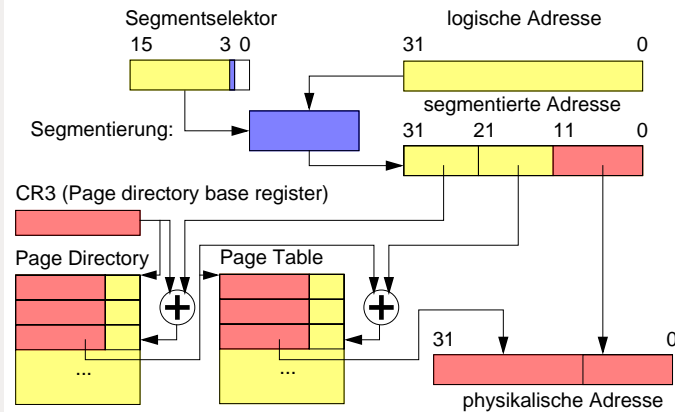 Segmentselektor
logische Adresse
15 3 0
31 0
segmentierte Adresse
Segmentierung:
31 21 11 0
CR3 (Page directory base register)
Page Directory
Page Table
+
+
31 0
...
...
physikalische Adresse